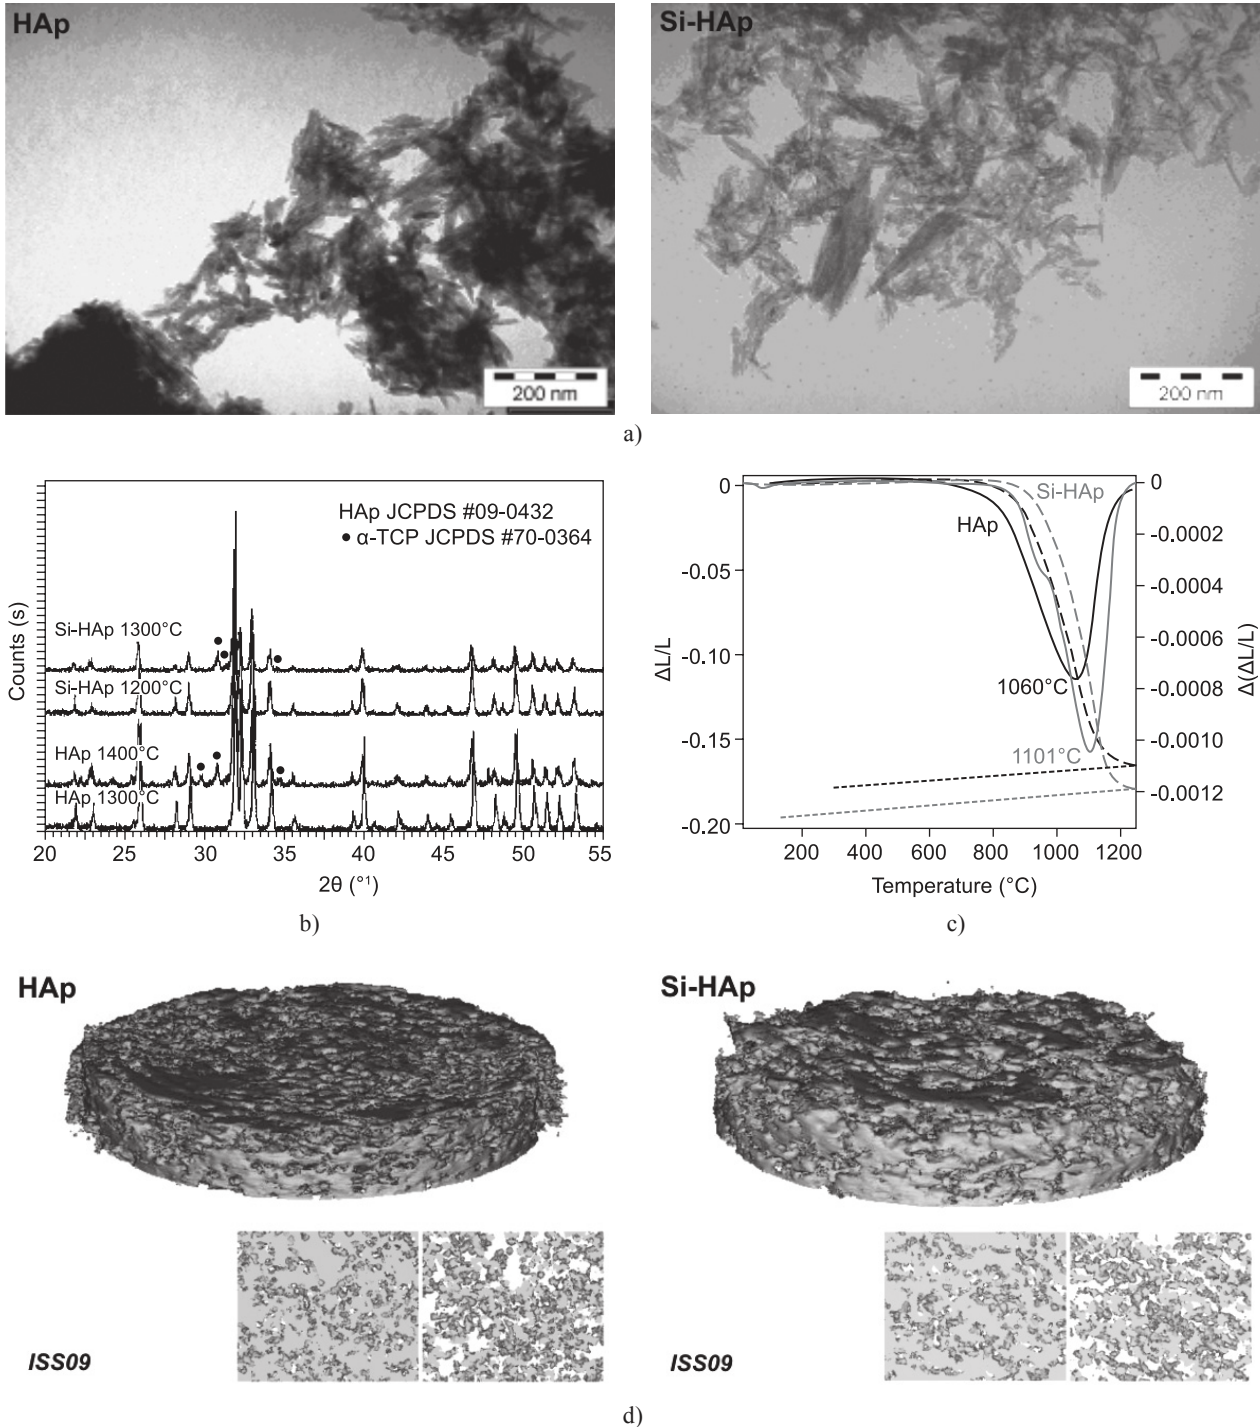 HAp
Si-HAp
200 nm
200 nm
a)
HAp JCPDS #09-0432
• α-TCP JCPDS #70-0364
Counts (s)
Si-HAp 1300°C
Si-HAp 1200°C
HAp 1400°C
HAp 1300°C
20 25 30 35 40 45 50 55
2θ (°¹)
b)
0
-0.05
-0.10
-0.15
-0.20
ΔL/L
Si-HAp
HAp
1060°C
1101°C
0
-0.0002
-0.0004
-0.0006
-0.0008
-0.0010
-0.0012
Δ(ΔL/L)
200 400 600 800 1000 1200
Temperature (°C)
c)
HAp
Si-HAp
ISS09
ISS09
d)